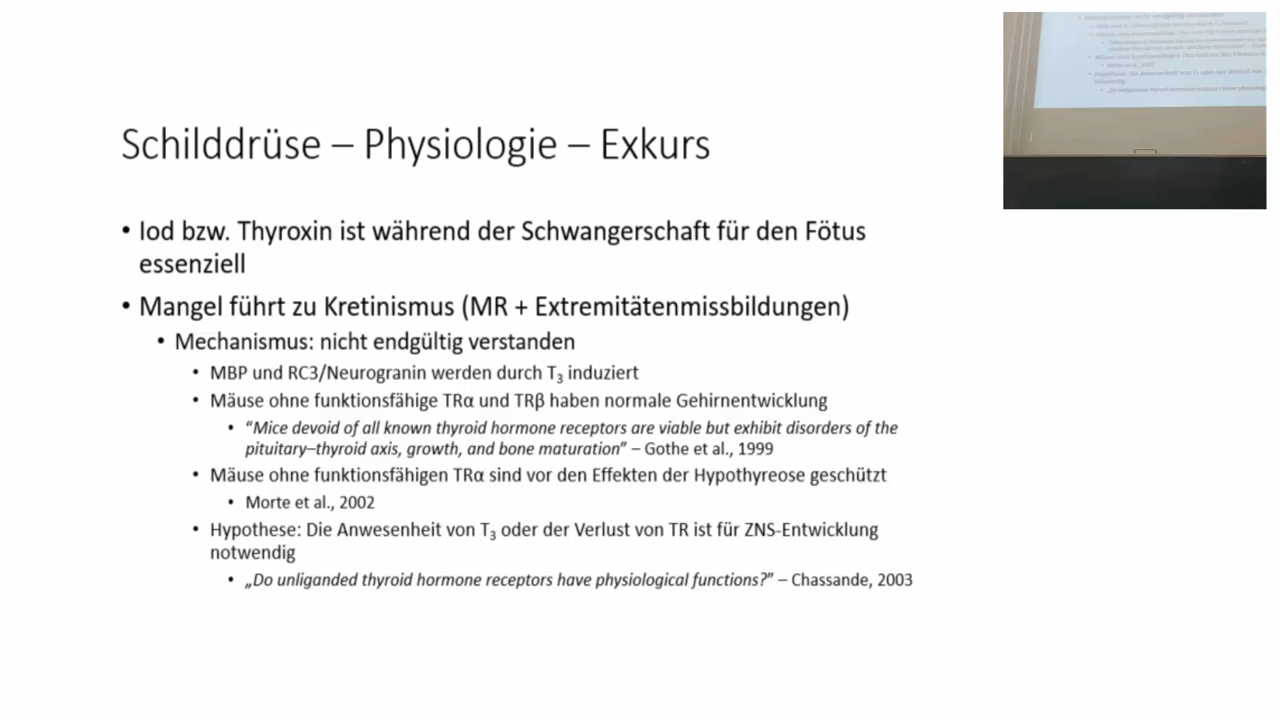 Schilddrüse – Physiologie – Exkurs
• Iod bzw. Thyroxin ist während der Schwangerschaft für den Fötus
essenziell
• Mangel führt zu Kretinismus (MR + Extremitätenmissbildungen)
• Mechanismus: nicht endgültig verstanden
• MBP und RC3/Neurogranin werden durch T₃ induziert
• Mäuse ohne funktionsfähige TRα und TRβ haben normale Gehirnentwicklung
• “Mice devoid of all known thyroid hormone receptors are viable but exhibit disorders of the
pituitary–thyroid axis, growth, and bone maturation” – Gothe et al., 1999
• Mäuse ohne funktionsfähigen TRα sind vor den Effekten der Hypothyreose geschützt
• Morte et al., 2002
• Hypothese: Die Anwesenheit von T₃ oder der Verlust von TR ist für ZNS-Entwicklung
notwendig
• „Do unliganded thyroid hormone receptors have physiological functions?” – Chassande, 2003